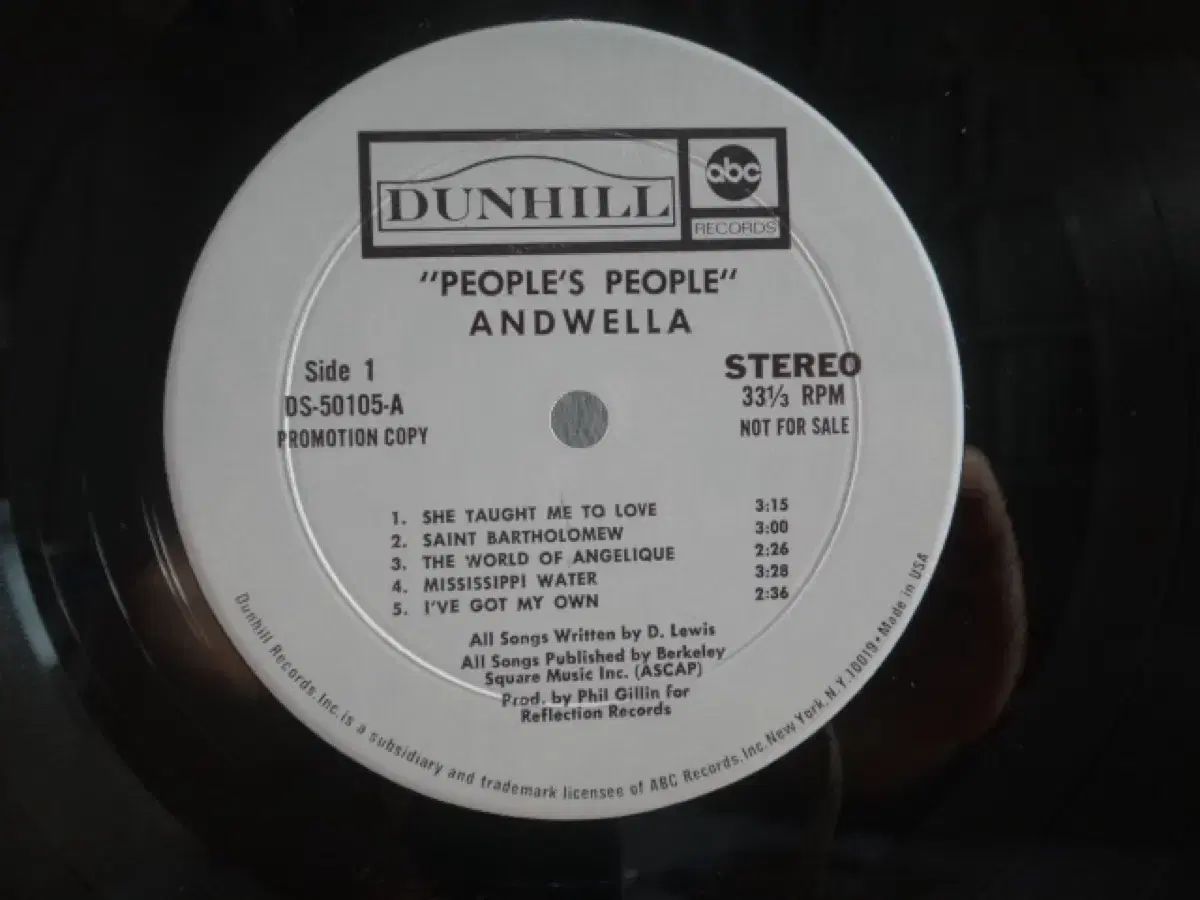 DUNHILL
abc
RECORDS
"PEOPLE'S PEOPLE"
ANDWELLA
Side 1
DS-50105-A
PROMOTION COPY
STEREO
33⅓ RPM
NOT FOR SALE
1. SHE TAUGHT ME TO LOVE 3:15
2. SAINT BARTHOLOMEW 3:00
3. THE WORLD OF ANGELIQUE 2:26
4. MISSISSIPPI WATER 3:28
5. I'VE GOT MY OWN 2:36
All Songs Written by D. Lewis
All Songs Published by Berkeley
Square Music Inc. (ASCAP)
Prod. by Phil Gillin for
Reflection Records
Dunhill Records, Inc. is a subsidiary and trademark licensee of ABC Records, Inc. New York, N.Y. 10019 • Made in USA